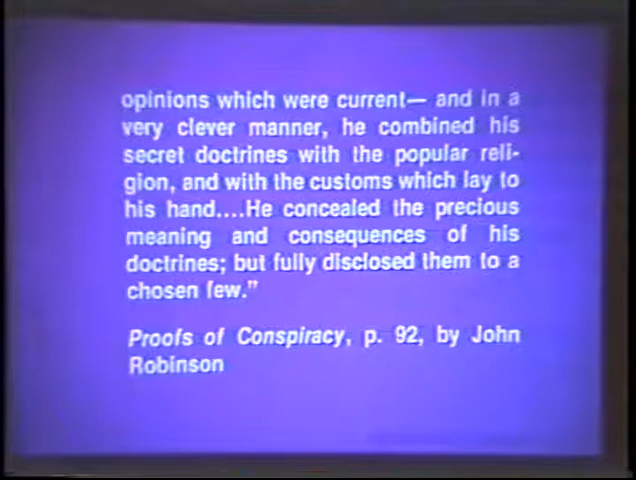 opinions which were current— and in a
very clever manner, he combined his
secret doctrines with the popular reli-
gion, and with the customs which lay to
his hand....He concealed the precious
meaning and consequences of his
doctrines; but fully disclosed them to a
chosen few.”
Proofs of Conspiracy, p. 92, by John
Robinson